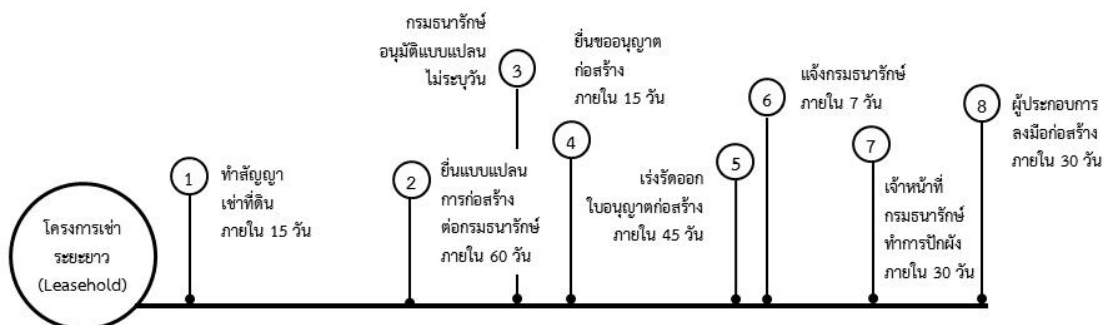 โครงการเช่า
ระยะยาว
(Leasehold)
1
ทำสัญญา
เช่าที่ดิน
ภายใน 15 วัน
2
ยื่นแบบแปลน
การก่อสร้าง
ต่อกรมธนารักษ์
ภายใน 60 วัน
กรมธนารักษ์
อนุมัติแบบแปลน
ไม่ระบุวัน
3
ยื่นขออนุญาต
ก่อสร้าง
ภายใน 15 วัน
4
เร่งรัดออก
ใบอนุญาตก่อสร้าง
ภายใน 45 วัน
5
6
แจ้งกรมธนารักษ์
ภายใน 7 วัน
7
เจ้าหน้าที่
กรมธนารักษ์
ทำการปักผัง
ภายใน 30 วัน
8
ผู้ประกอบการ
ลงมือก่อสร้าง
ภายใน 30 วัน